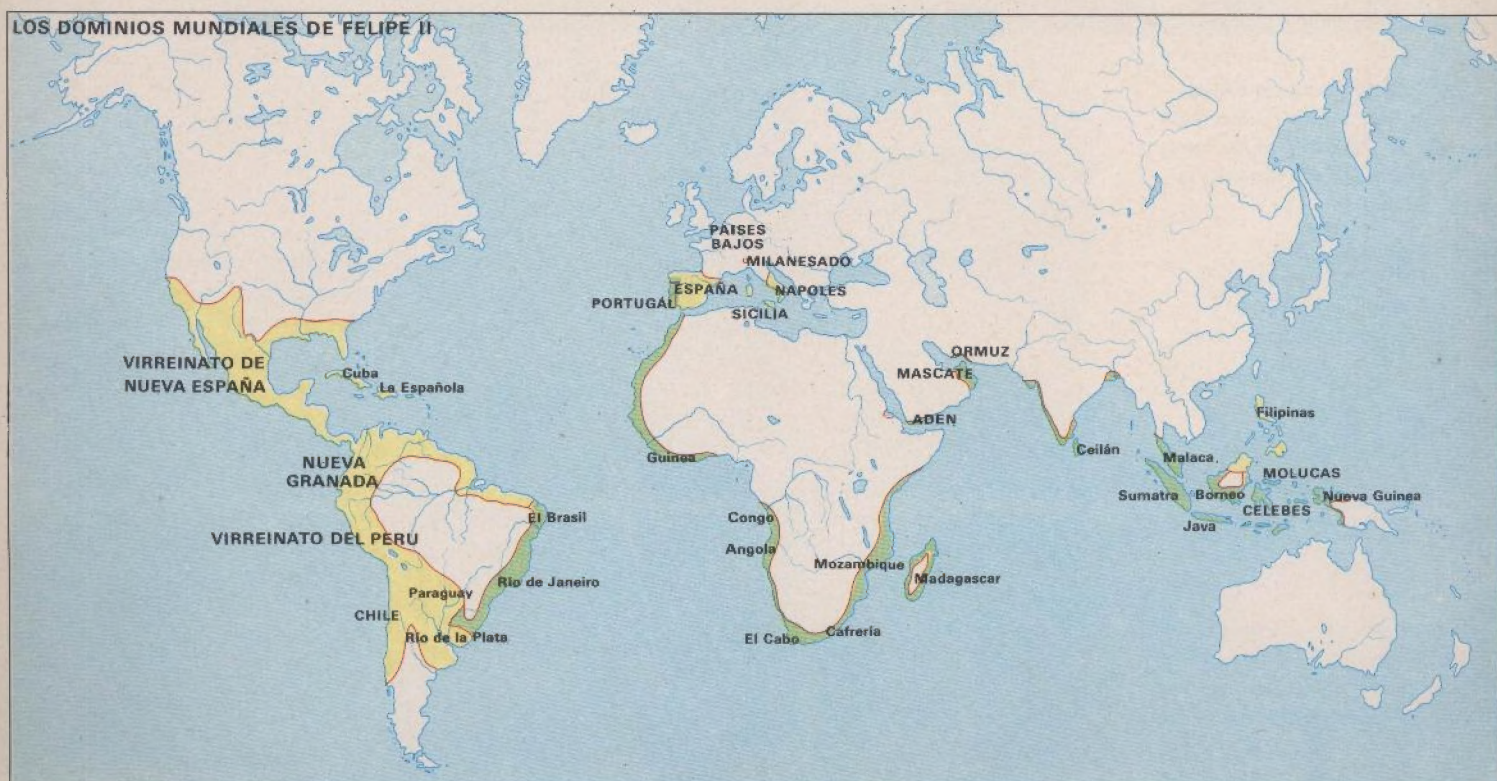 LOS DOMINIOS MUNDIALES DE FELIPE II
PAISES
BAJOS
MILANESADO
ESPAÑA
NAPOLES
PORTUGAL
SICILIA
VIRREINATO DE
NUEVA ESPAÑA
Cuba
La Española
ORMUZ
MASCATE
ADEN
Filipinas
NUEVA
GRANADA
Guinea
Ceilán
Malaca
MOLUCAS
Sumatra
Borneo
Nueva Guinea
CELEBES
Java
El Brasil
Congo
VIRREINATO DEL PERU
Angola
Mozambique
Madagascar
Rio de Janeiro
Paraguay
CHILE
Rio de la Plata
El Cabo
Cafreria